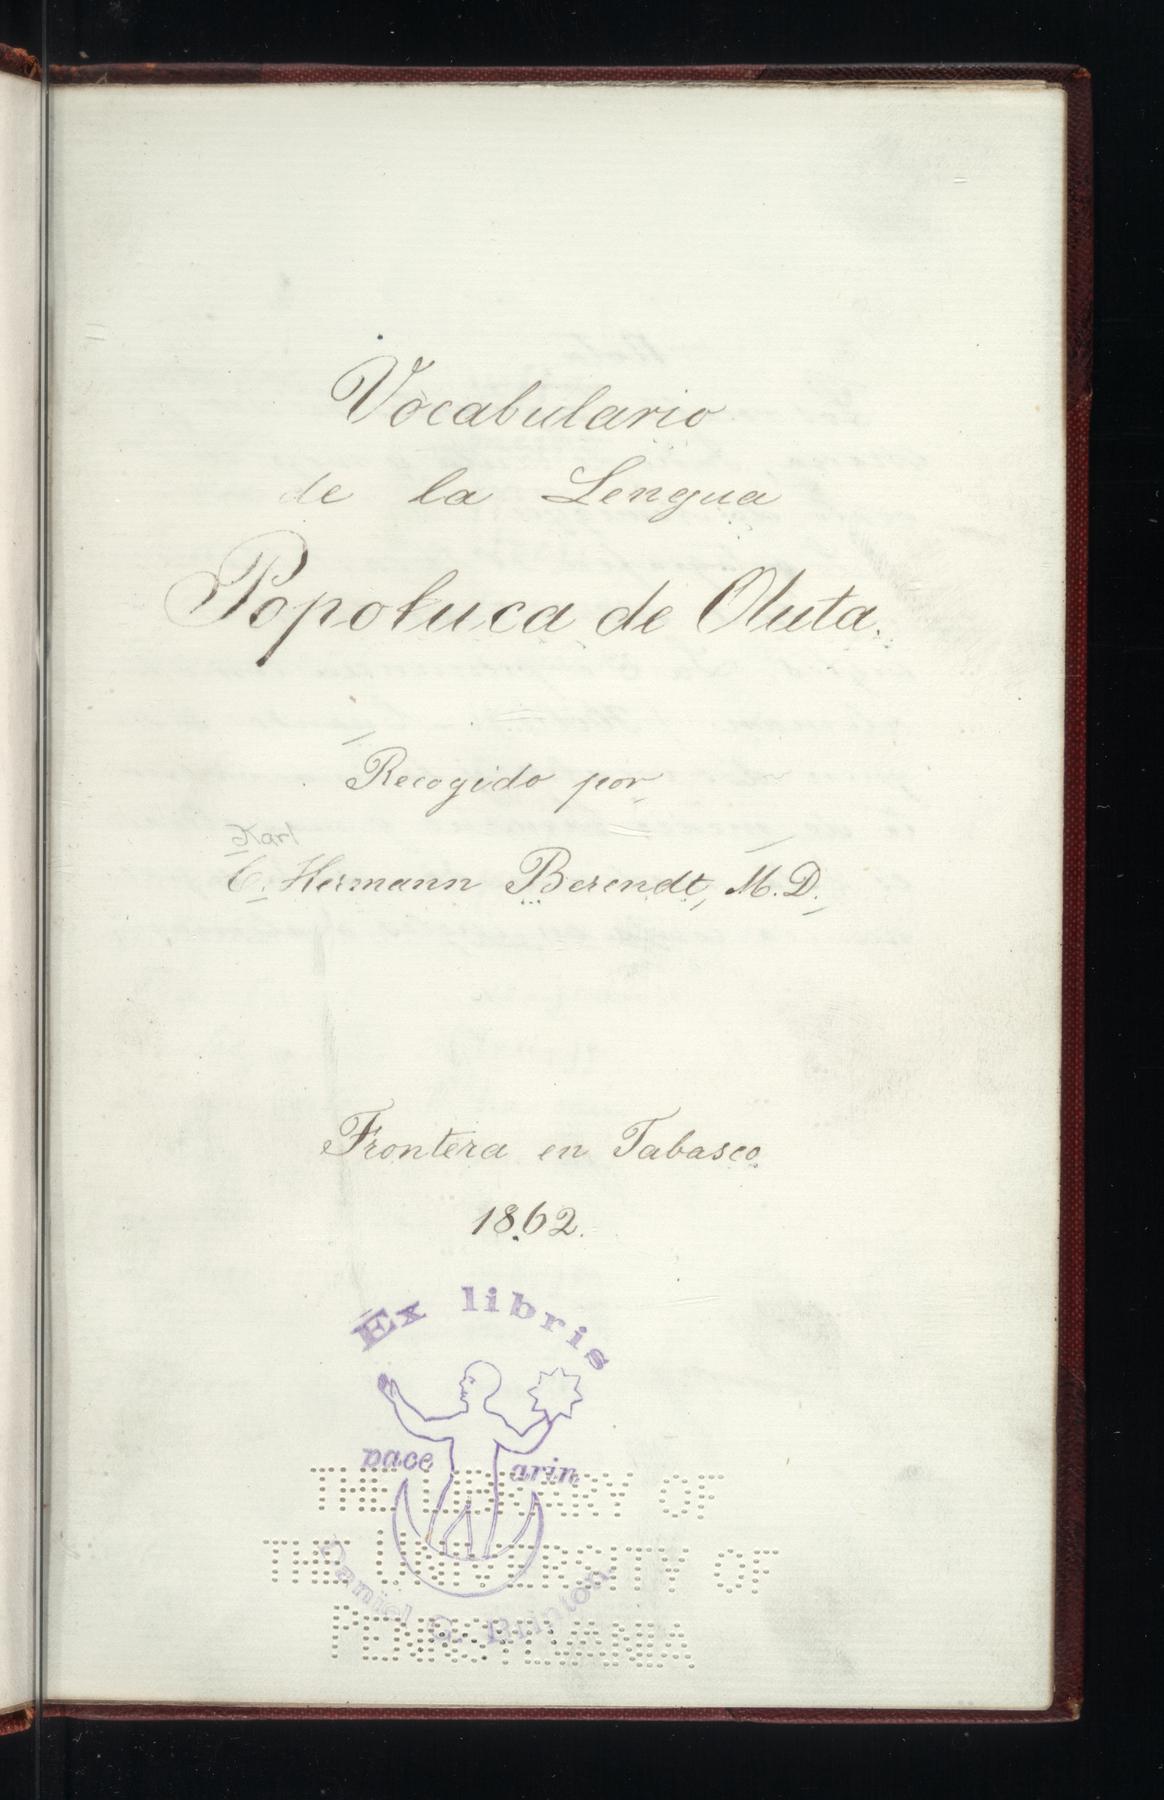 Vocabulario
de la Lengua
Popoluca de Oluta.
Recogido por
Karl
C. Hermann Berendt, M.D.
Frontera en Tabasco
1862.
Ex libris
pace arin
Daniel G. Brinton.
THE LIBRARY OF
THE UNIVERSITY OF
PENNSYLVANIA